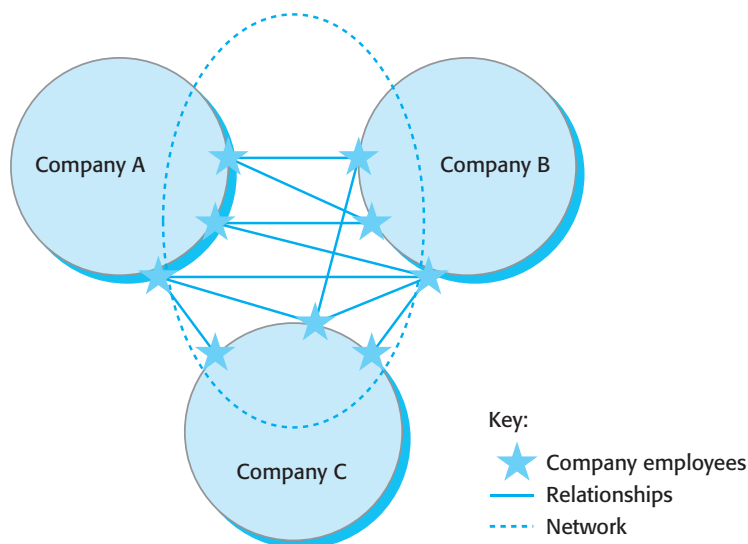 Company A
Company B
Company C
Key:
Company employees
Relationships
Network